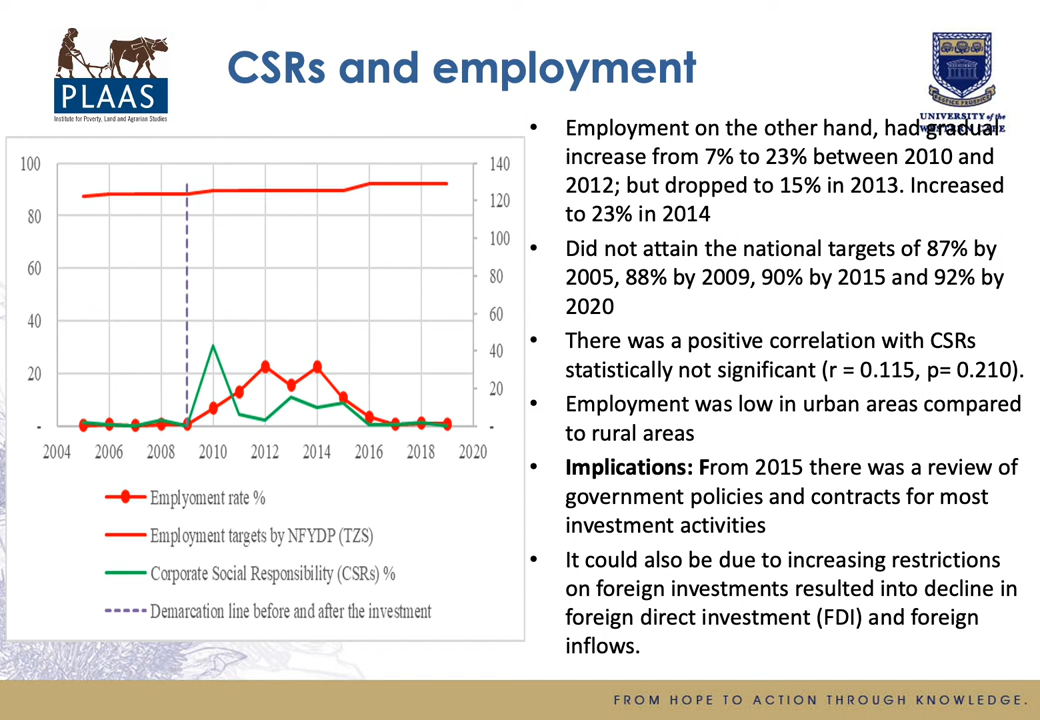 CSRs and employment
PLAAS
Institute for Poverty, Land and Agrarian Studies
UNIVERSITY of the
WESTERN CAPE
• Employment on the other hand, had gradual
increase from 7% to 23% between 2010 and
2012; but dropped to 15% in 2013. Increased
to 23% in 2014
• Did not attain the national targets of 87% by
2005, 88% by 2009, 90% by 2015 and 92% by
2020
• There was a positive correlation with CSRs
statistically not significant (r = 0.115, p= 0.210).
• Employment was low in urban areas compared
to rural areas
• Implications: From 2015 there was a review of
government policies and contracts for most
investment activities
• It could also be due to increasing restrictions
on foreign investments resulted into decline in
foreign direct investment (FDI) and foreign
inflows.
100
80
60
40
20
-
140
120
100
80
60
40
20
-
2004 2006 2008 2010 2012 2014 2016 2018 2020
Emplyoment rate %
Employment targets by NFYDP (TZS)
Corporate Social Responsibility (CSRs) %
Demarcation line before and after the investment
FROM HOPE TO ACTION THROUGH KNOWLEDGE.